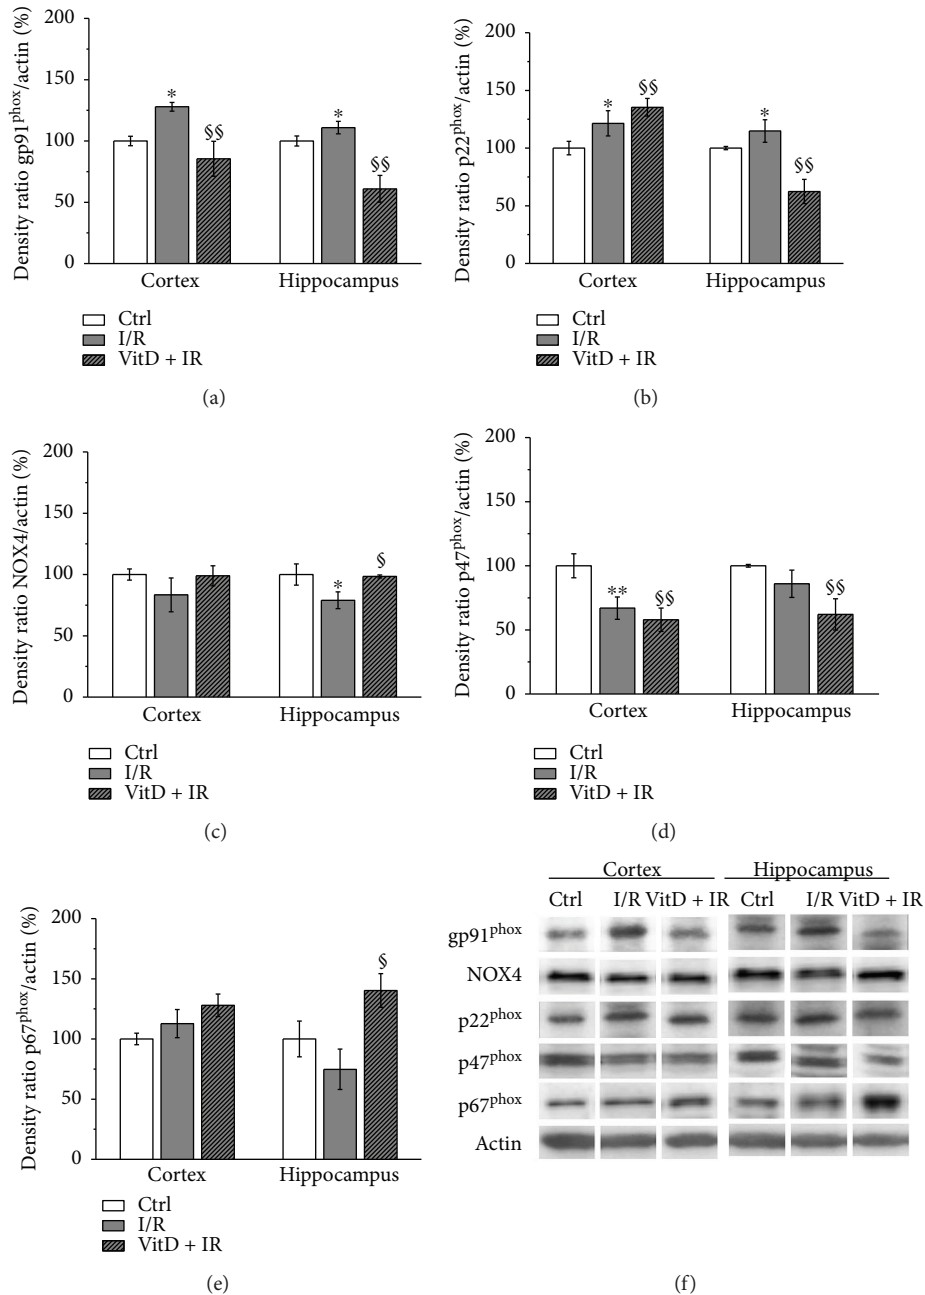 Density ratio gp91phox/actin (%)
200
150
100
50
0
*
§§
*
§§
Cortex
Hippocampus
Ctrl
I/R
VitD + IR
(a)
Density ratio p22phox/actin (%)
200
150
100
50
0
*
§§
*
§§
Cortex
Hippocampus
Ctrl
I/R
VitD + IR
(b)
Density ratio NOX4/actin (%)
200
150
100
50
0
*
§
Cortex
Hippocampus
Ctrl
I/R
VitD + IR
(c)
Density ratio p47phox/actin (%)
200
150
100
50
0
**
§§
§§
Cortex
Hippocampus
Ctrl
I/R
VitD + IR
(d)
Density ratio p67phox/actin (%)
200
150
100
50
0
§
Cortex
Hippocampus
Ctrl
I/R
VitD + IR
(e)
Cortex Hippocampus
Ctrl I/R VitD + IR Ctrl I/R VitD + IR
gp91phox
NOX4
p22phox
p47phox
p67phox
Actin
(f)